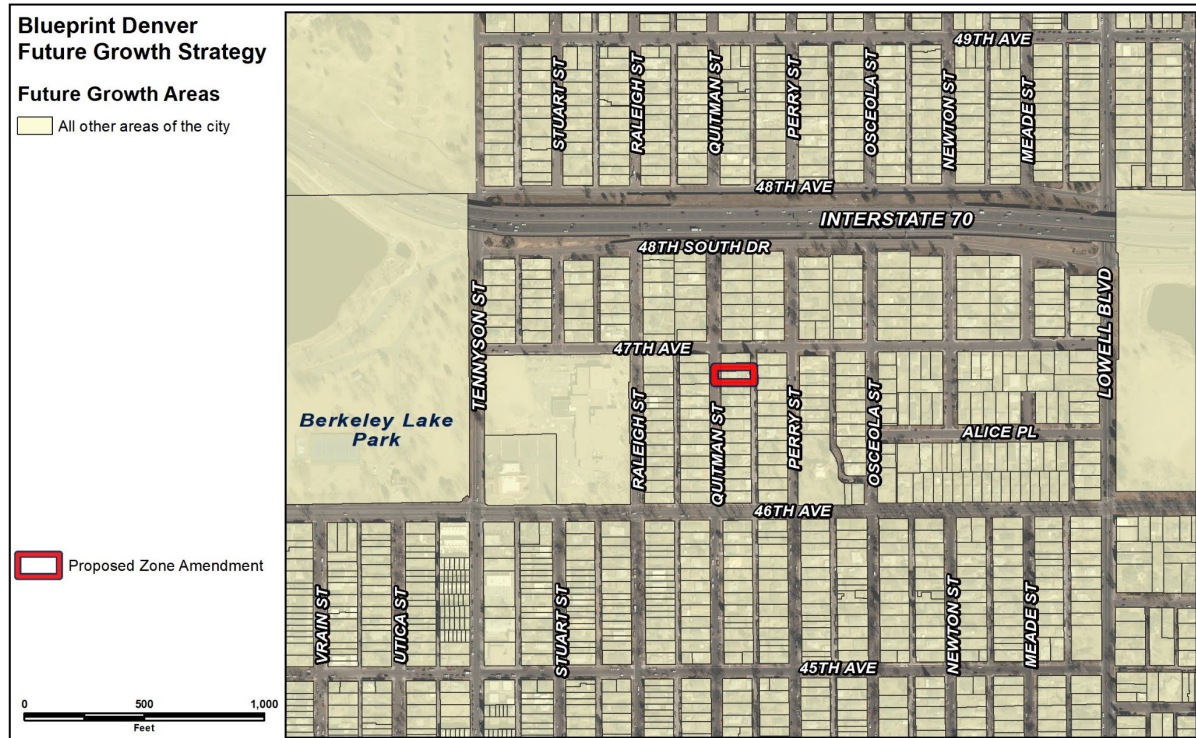 Blueprint Denver
Future Growth Strategy
Future Growth Areas
All other areas of the city
49TH AVE
STUART ST
RALEIGH ST
QUITMAN ST
PERRY ST
OSCEOLA ST
NEWTON ST
MEADE ST
48TH AVE
INTERSTATE 70
48TH SOUTH DR
TENNYSON ST
LOWELL BLVD
47TH AVE
Berkeley Lake
Park
RALEIGH ST
QUITMAN ST
PERRY ST
OSCEOLA ST
ALICE PL
46TH AVE
Proposed Zone Amendment
VRAIN ST
UTICA ST
STUART ST
NEWTON ST
MEADE ST
45TH AVE
0 500 1,000
Feet